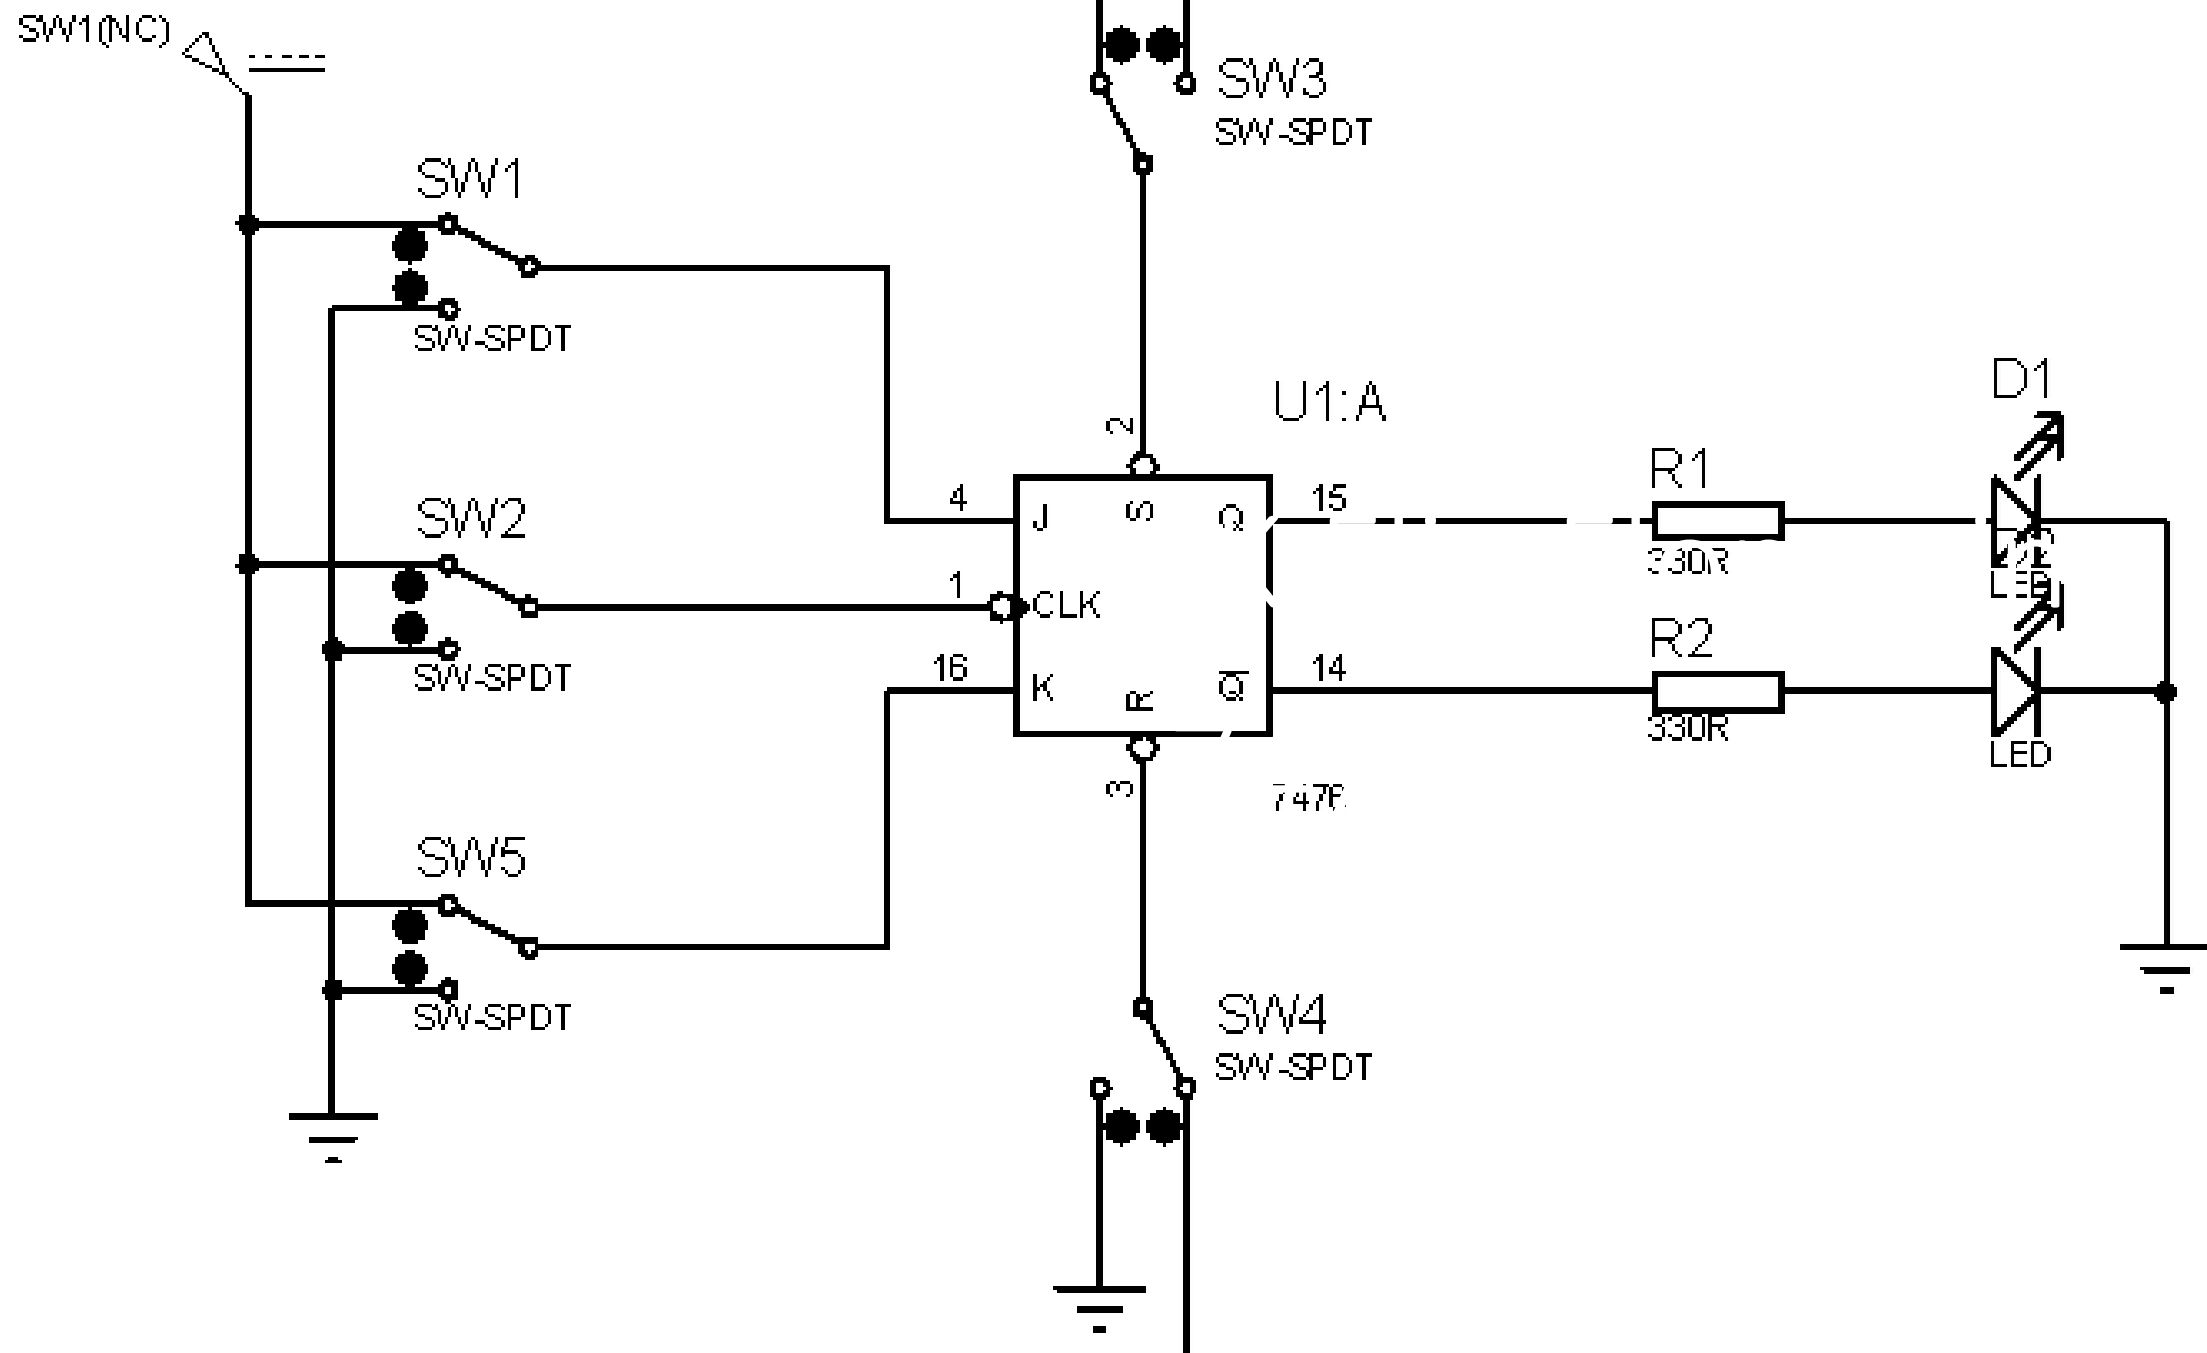 SW1(NC)
SW3
SW-SPDT
SW1
SW-SPDT
D1
2
U1:A
R1
SW2
4
J
S
Q
15
330R
LED
1
CLK
R2
SW-SPDT
16
K
R
Q
14
330R
LED
3
SW5
SW-SPDT
SW4
SW-SPDT